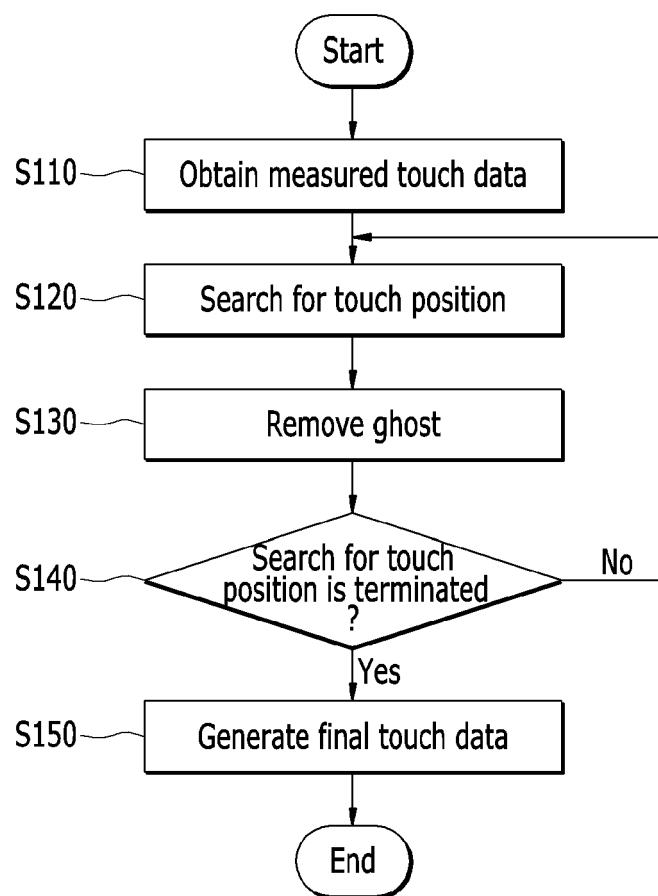 Start
S110
Obtain measured touch data
S120
Search for touch position
S130
Remove ghost
S140
Search for touch
position is terminated
?
No
Yes
S150
Generate final touch data
End